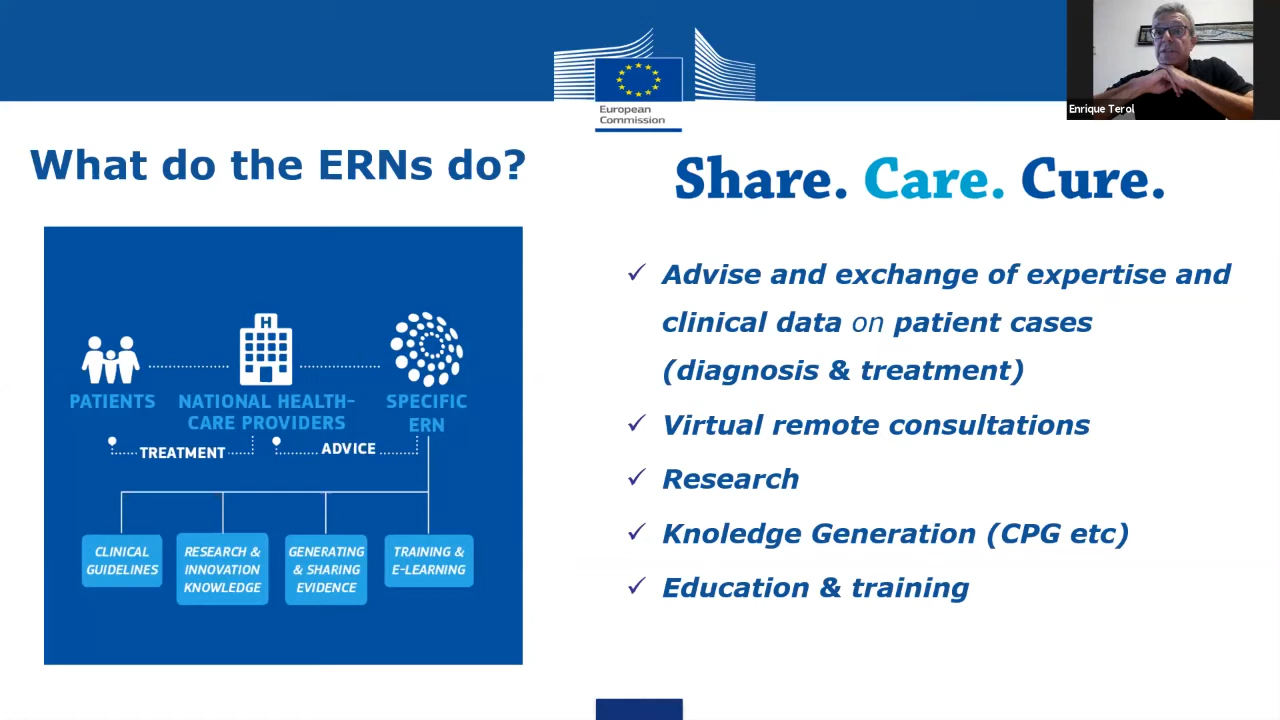 European
Commission
Enrique Terol
What do the ERNs do?
Share. Care. Cure.
H
PATIENTS
NATIONAL HEALTH-
CARE PROVIDERS
SPECIFIC
ERN
TREATMENT
ADVICE
CLINICAL
GUIDELINES
RESEARCH &
INNOVATION
KNOWLEDGE
GENERATING
& SHARING
EVIDENCE
TRAINING &
E-LEARNING
✓ Advise and exchange of expertise and
clinical data on patient cases
(diagnosis & treatment)
✓ Virtual remote consultations
✓ Research
✓ Knoledge Generation (CPG etc)
✓ Education & training